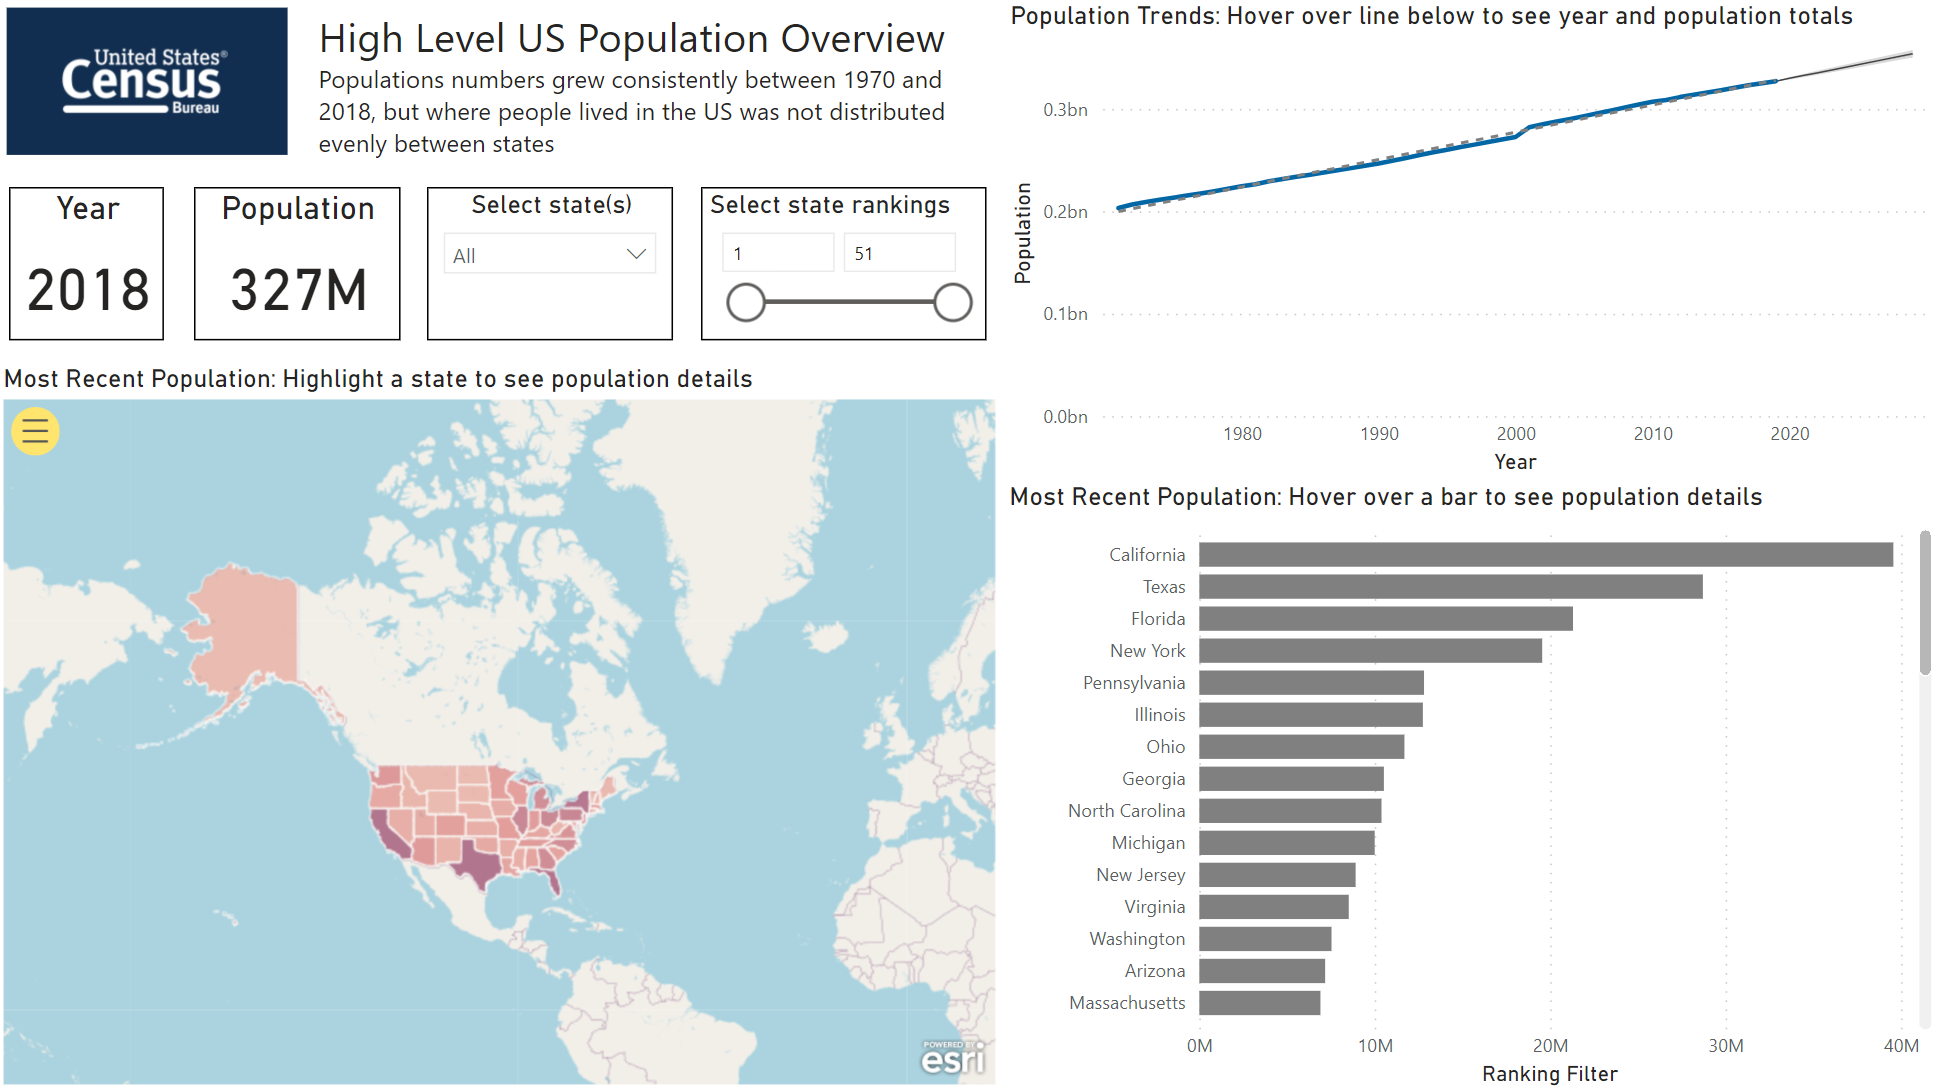 United States®
Census
Bureau
High Level US Population Overview
Populations numbers grew consistently between 1970 and
2018, but where people lived in the US was not distributed
evenly between states
Year
2018
Population
327M
Select state(s)
All
Select state rankings
1
51
Most Recent Population: Highlight a state to see population details
POWERED BY
esri
Population Trends: Hover over line below to see year and population totals
Population
0.3bn
0.2bn
0.1bn
0.0bn
1980
1990
2000
2010
2020
Year
Most Recent Population: Hover over a bar to see population details
California
Texas
Florida
New York
Pennsylvania
Illinois
Ohio
Georgia
North Carolina
Michigan
New Jersey
Virginia
Washington
Arizona
Massachusetts
0M
10M
20M
30M
40M
Ranking Filter